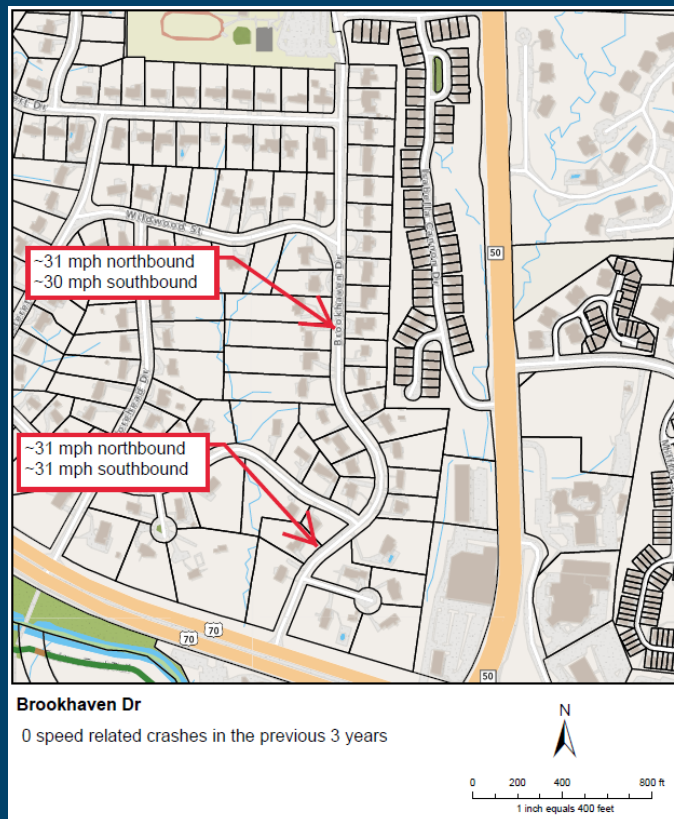 Wildwood St
50
~31 mph northbound
~30 mph southbound
Brookhaven Dr
~31 mph northbound
~31 mph southbound
70
70
50
Brookhaven Dr
0 speed related crashes in the previous 3 years
N
0 200 400 800 ft
1 inch equals 400 feet